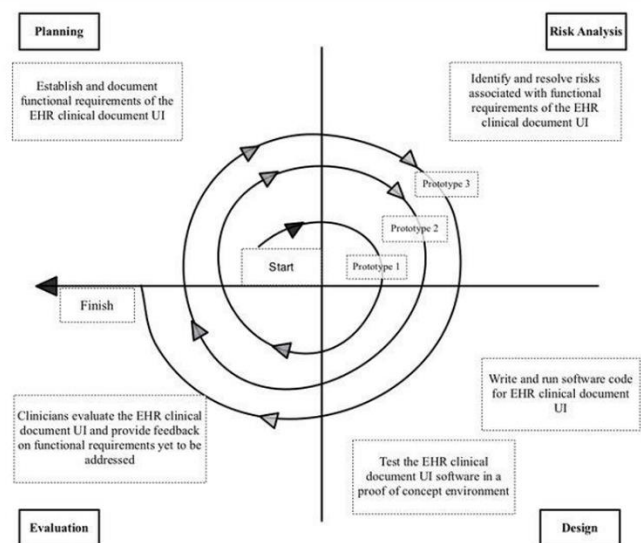 Planning
Risk Analysis
Establish and document
functional requirements of the
EHR clinical document UI
Identify and resolve risks
associated with functional
requirements of the EHR
clinical document UI
Prototype 3
Prototype 2
Start
Prototype 1
Finish
Clinicians evaluate the EHR clinical
document UI and provide feedback
on functional requirements yet to be
addressed
Write and run software code
for EHR clinical document
UI
Test the EHR clinical
document UI software in a
proof of concept environment
Evaluation
Design